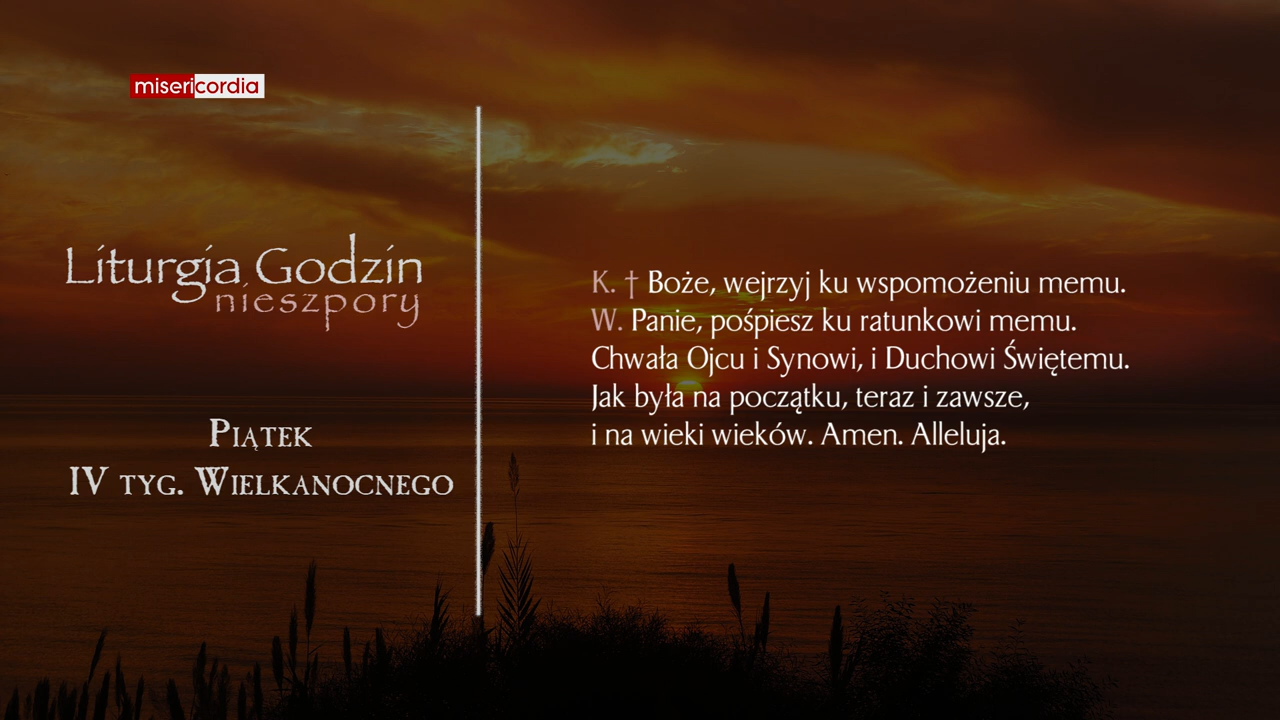 misericordia
Liturgia Godzin
nieszpory
Piątek
IV tyg. Wielkanocnego
K. † Boże, wejrzyj ku wspomożeniu memu.
W. Panie, pośpiesz ku ratunkowi memu.
Chwała Ojcu i Synowi, i Duchowi Świętemu.
Jak była na początku, teraz i zawsze,
i na wieki wieków. Amen. Alleluja.